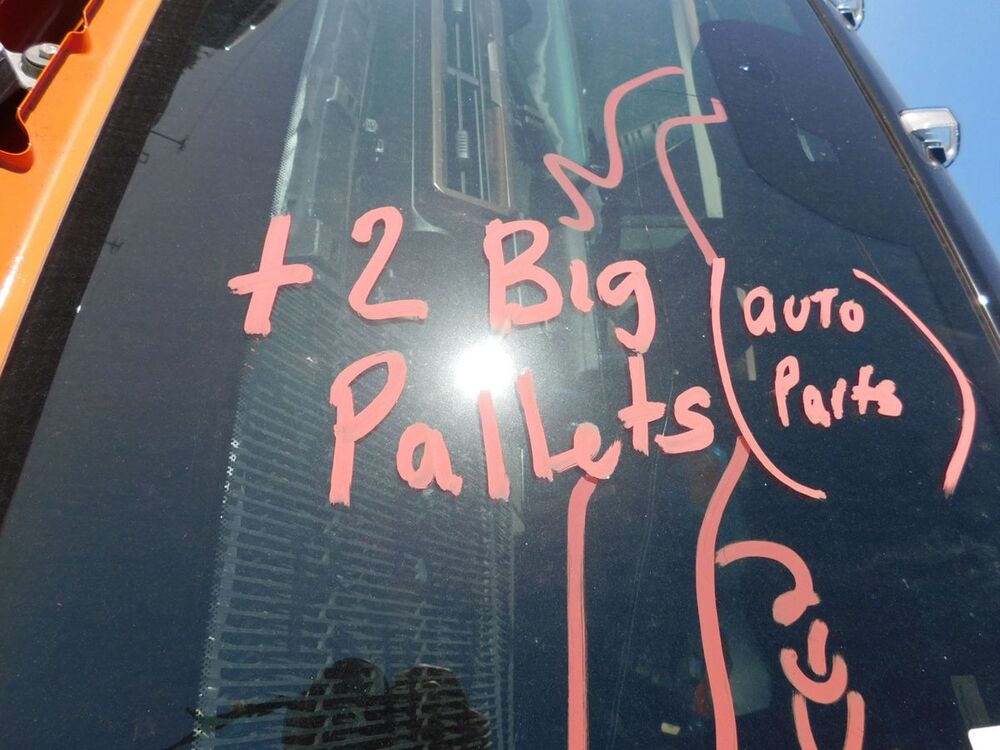 + 2 Big
Pallets
(auto
Parts)